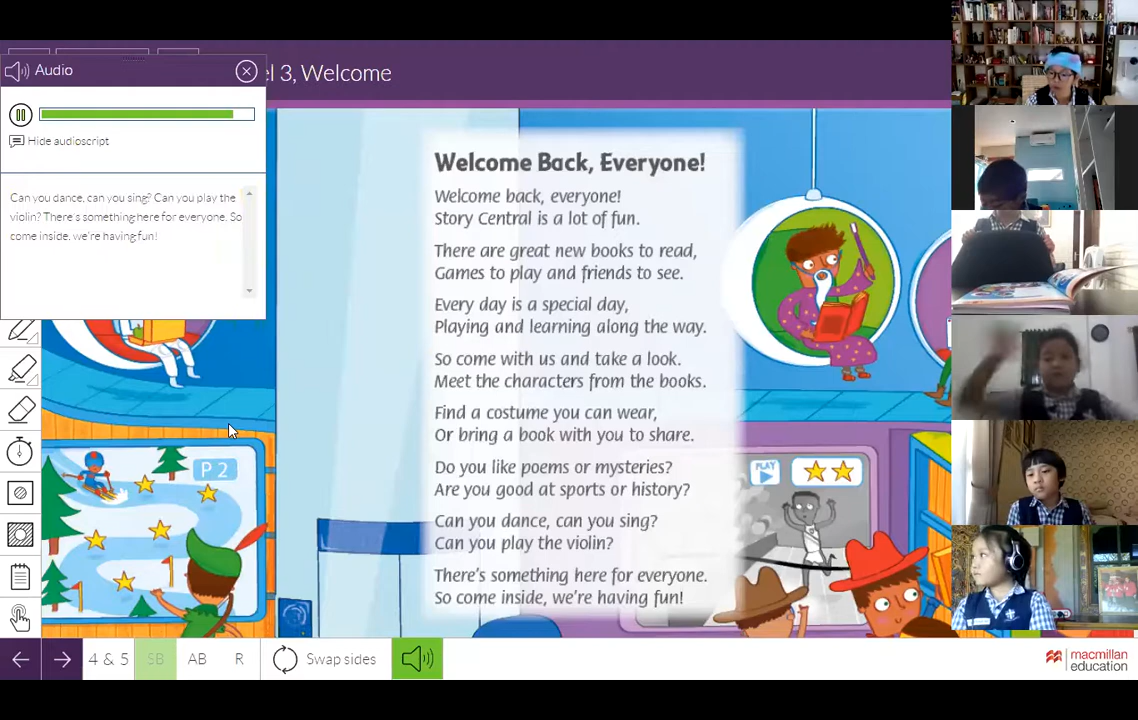 el 3, Welcome
Audio
Hide audioscript
Can you dance, can you sing? Can you play the
violin? There's something here for everyone. So
come inside, we're having fun!
Welcome Back, Everyone!
Welcome back, everyone!
Story Central is a lot of fun.
There are great new books to read,
Games to play and friends to see.
Every day is a special day,
Playing and learning along the way.
So come with us and take a look.
Meet the characters from the books.
Find a costume you can wear,
Or bring a book with you to share.
Do you like poems or mysteries?
Are you good at sports or history?
Can you dance, can you sing?
Can you play the violin?
There's something here for everyone.
So come inside, we're having fun!
P 2
PLAY
4 & 5
SB
AB
R
Swap sides
macmillan
education